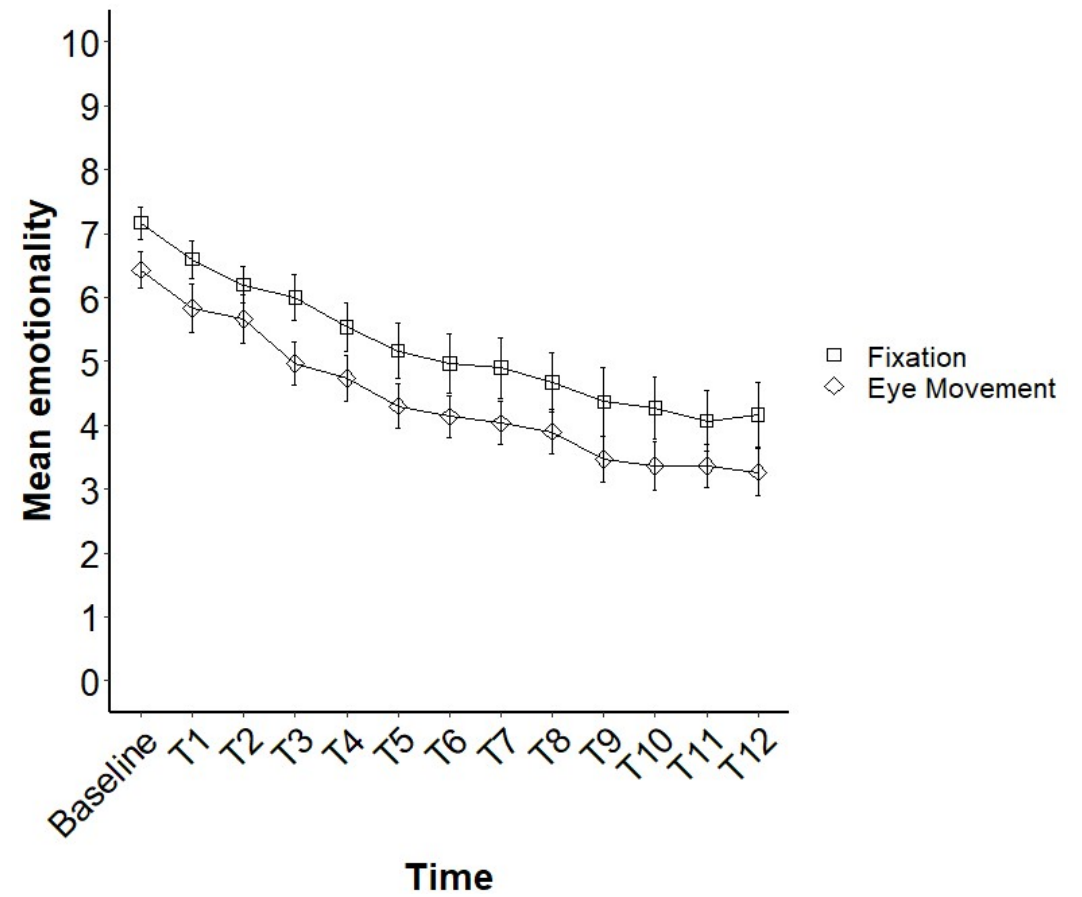 10
9
8
7
6
5
4
3
2
1
0
Mean emotionality
Baseline
T1
T2
T3
T4
T5
T6
T7
T8
T9
T10
T11
T12
Time
Fixation
Eye Movement